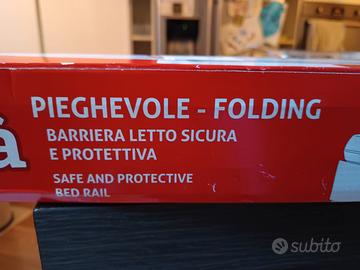 à
PIEGHEVOLE - FOLDING
BARRIERA LETTO SICURA
E PROTETTIVA
SAFE AND PROTECTIVE
BED RAIL
subito